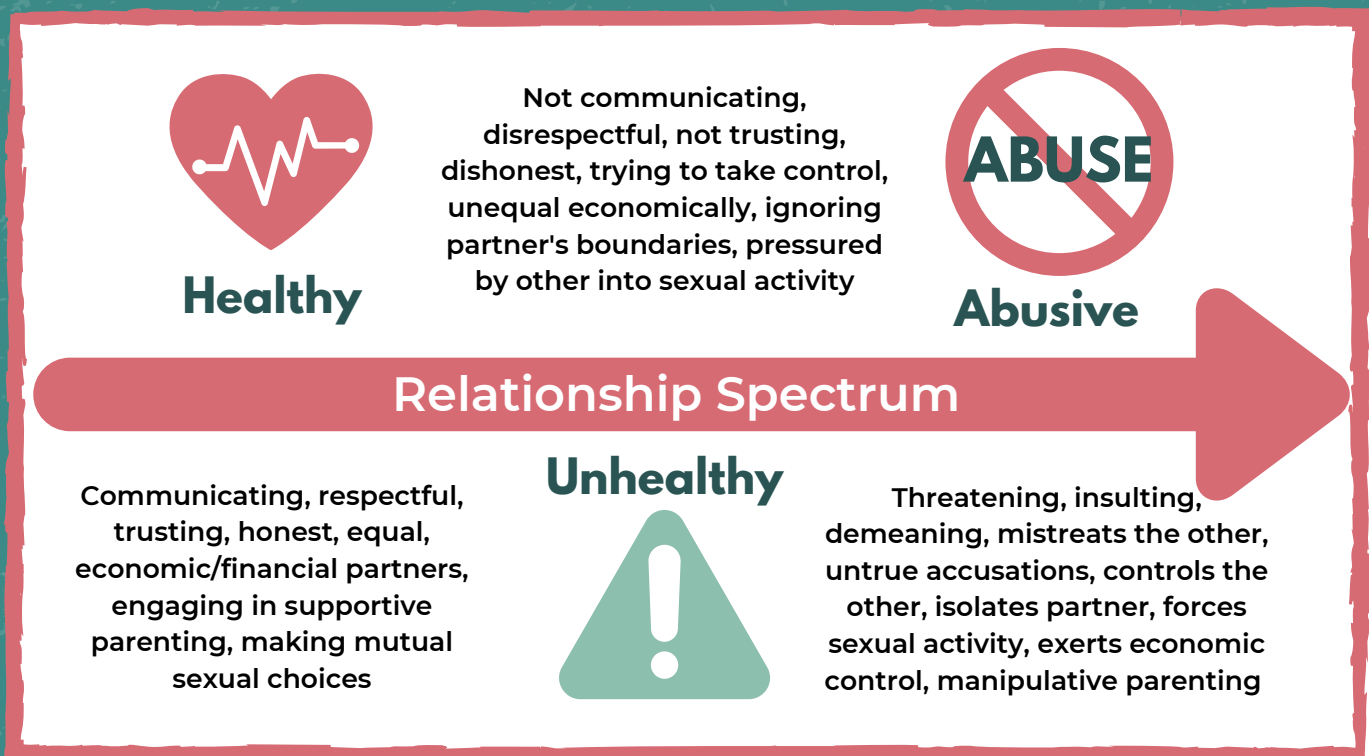 Healthy
Not communicating,
disrespectful, not trusting,
dishonest, trying to take control,
unequal economically, ignoring
partner's boundaries, pressured
by other into sexual activity
ABUSE
Abusive
Relationship Spectrum
Communicating, respectful,
trusting, honest, equal,
economic/financial partners,
engaging in supportive
parenting, making mutual
sexual choices
Unhealthy
Threatening, insulting,
demeaning, mistreats the other,
untrue accusations, controls the
other, isolates partner, forces
sexual activity, exerts economic
control, manipulative parenting